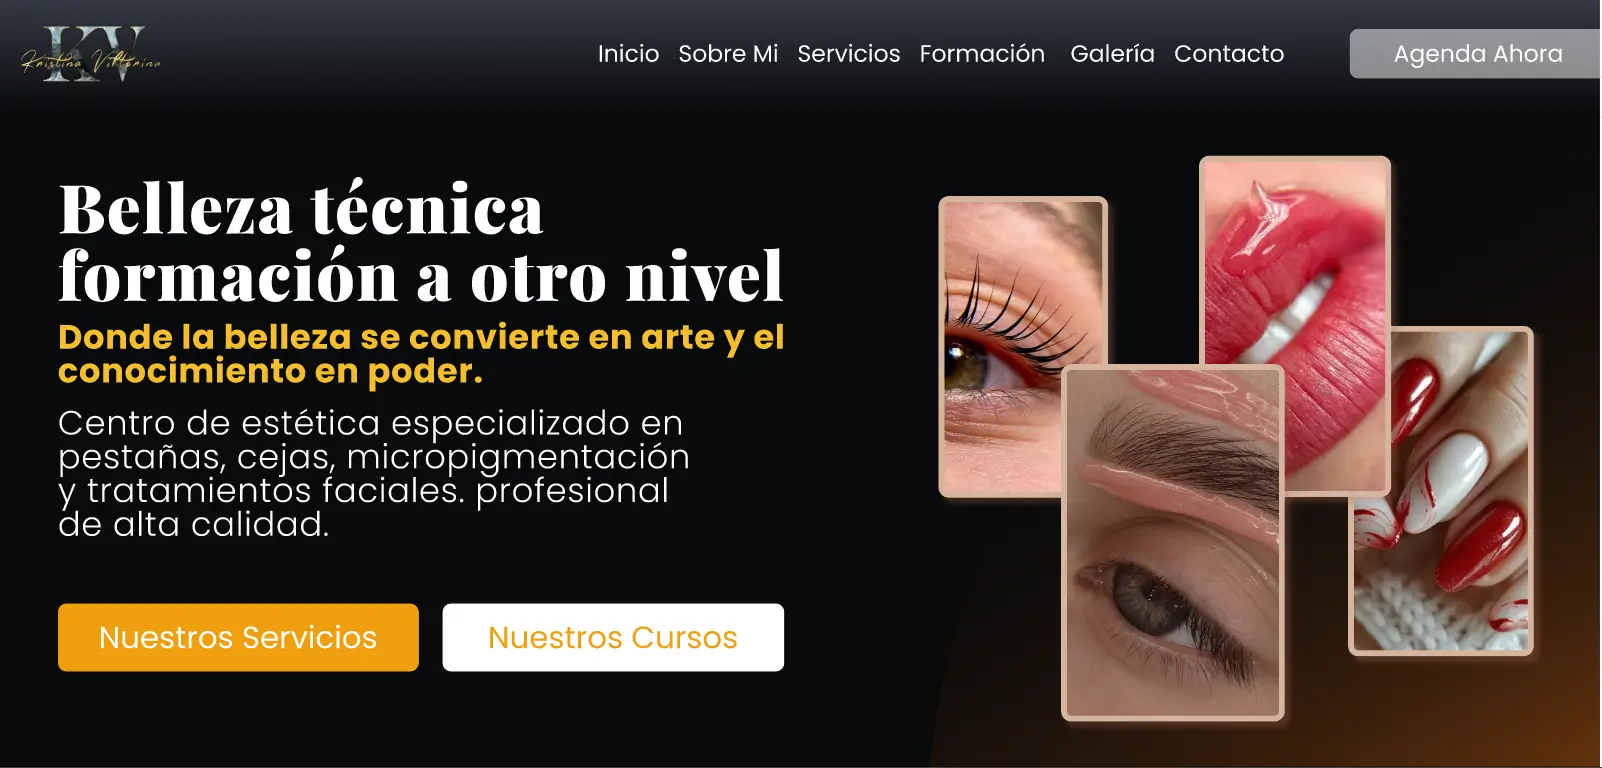 KV
Kristina Viktorina
Inicio Sobre Mi Servicios Formación Galería Contacto Agenda Ahora
Belleza técnica
formación a otro nivel
Donde la belleza se convierte en arte y el
conocimiento en poder.
Centro de estética especializado en
pestañas, cejas, micropigmentación
y tratamientos faciales. profesional
de alta calidad.
Nuestros Servicios Nuestros Cursos